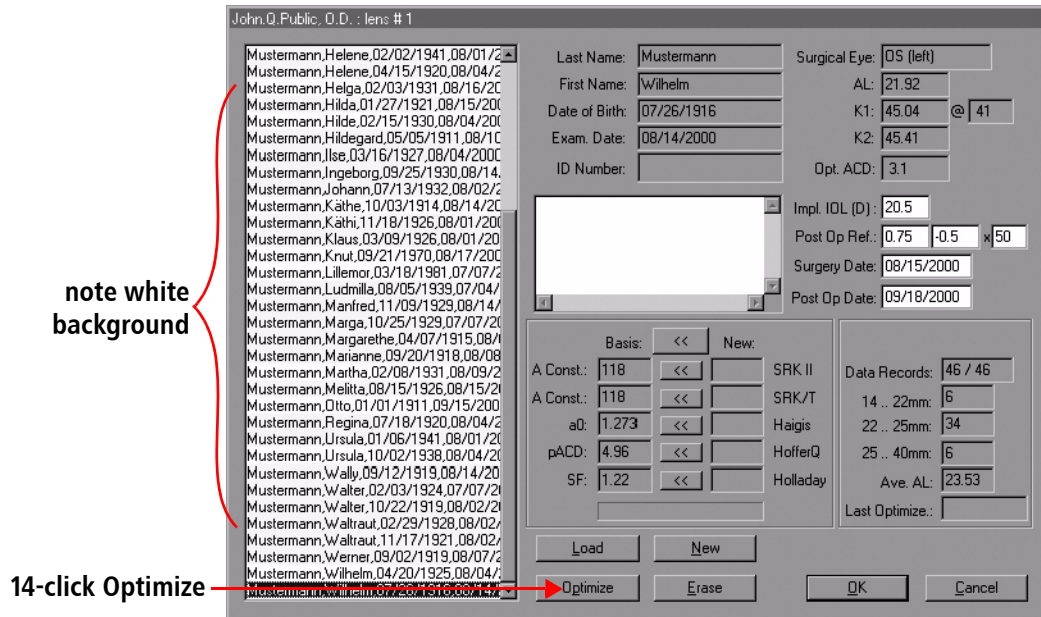 John.Q.Public, O.D. : lens # 1
Mustermann,Helene,02/02/1941,08/01/2
Mustermann,Helene,04/15/1920,08/04/2
Mustermann,Helga,02/03/1931,08/16/20
Mustermann,Hilda,01/27/1921,08/15/200
Mustermann,Hilde,02/15/1930,08/04/200
Mustermann,Hildegard,05/05/1911,08/10
Mustermann,Ilse,03/16/1927,08/04/2000
Mustermann,Ingeborg,09/25/1930,08/14.
Mustermann,Johann,07/13/1932,08/02/2
Mustermann,Käthe,10/03/1914,08/14/20
Mustermann,Käthi,11/18/1926,08/01/200
Mustermann,Klaus,03/09/1926,08/01/20
Mustermann,Knut,09/21/1970,08/17/200
Mustermann,Lillemor,03/18/1981,07/07/2
Mustermann,Ludmilla,08/05/1939,07/04/
Mustermann,Manfred,11/09/1929,08/14/
Mustermann,Marga,10/25/1929,07/07/20
Mustermann,Margarethe,04/07/1915,08/
Mustermann,Marianne,09/20/1918,08/08
Mustermann,Martha,02/08/1931,08/09/2
Mustermann,Melitta,08/15/1926,08/15/2
Mustermann,Otto,01/01/1911,09/15/200
Mustermann,Regina,07/18/1920,08/04/2
Mustermann,Ursula,01/06/1941,08/01/20
Mustermann,Ursula,10/02/1938,08/04/20
Mustermann,Wally,09/12/1919,08/14/20
Mustermann,Walter,02/03/1924,07/07/2
Mustermann,Walter,10/22/1919,08/02/2
Mustermann,Waltraut,02/29/1928,08/02/
Mustermann,Waltraut,11/17/1921,08/02/
Mustermann,Werner,09/02/1919,08/07/2
Mustermann,Wilhelm,04/20/1925,08/04/
Mustermann,Wilhelm,07/26/1916,08/14/
note white
background
14-click Optimize
Last Name: Mustermann
First Name: Wilhelm
Date of Birth: 07/26/1916
Exam. Date: 08/14/2000
ID Number:
Surgical Eye: OS (left)
AL: 21.92
K1: 45.04 @ 41
K2: 45.41
Opt. ACD: 3.1
Impl. IOL (D) : 20.5
Post Op Ref.: 0.75 -0.5 x 50
Surgery Date: 08/15/2000
Post Op Date: 09/18/2000
Basis: << New:
A Const.: 118 << SRK II
A Const.: 118 << SRK/T
a0: 1.273 << Haigis
pACD: 4.96 << HofferQ
SF: 1.22 << Holladay
Data Records: 46 / 46
14 .. 22mm: 6
22 .. 25mm: 34
25 .. 40mm: 6
Ave. AL: 23.53
Last Optimize.:
Load New
Optimize Erase OK Cancel